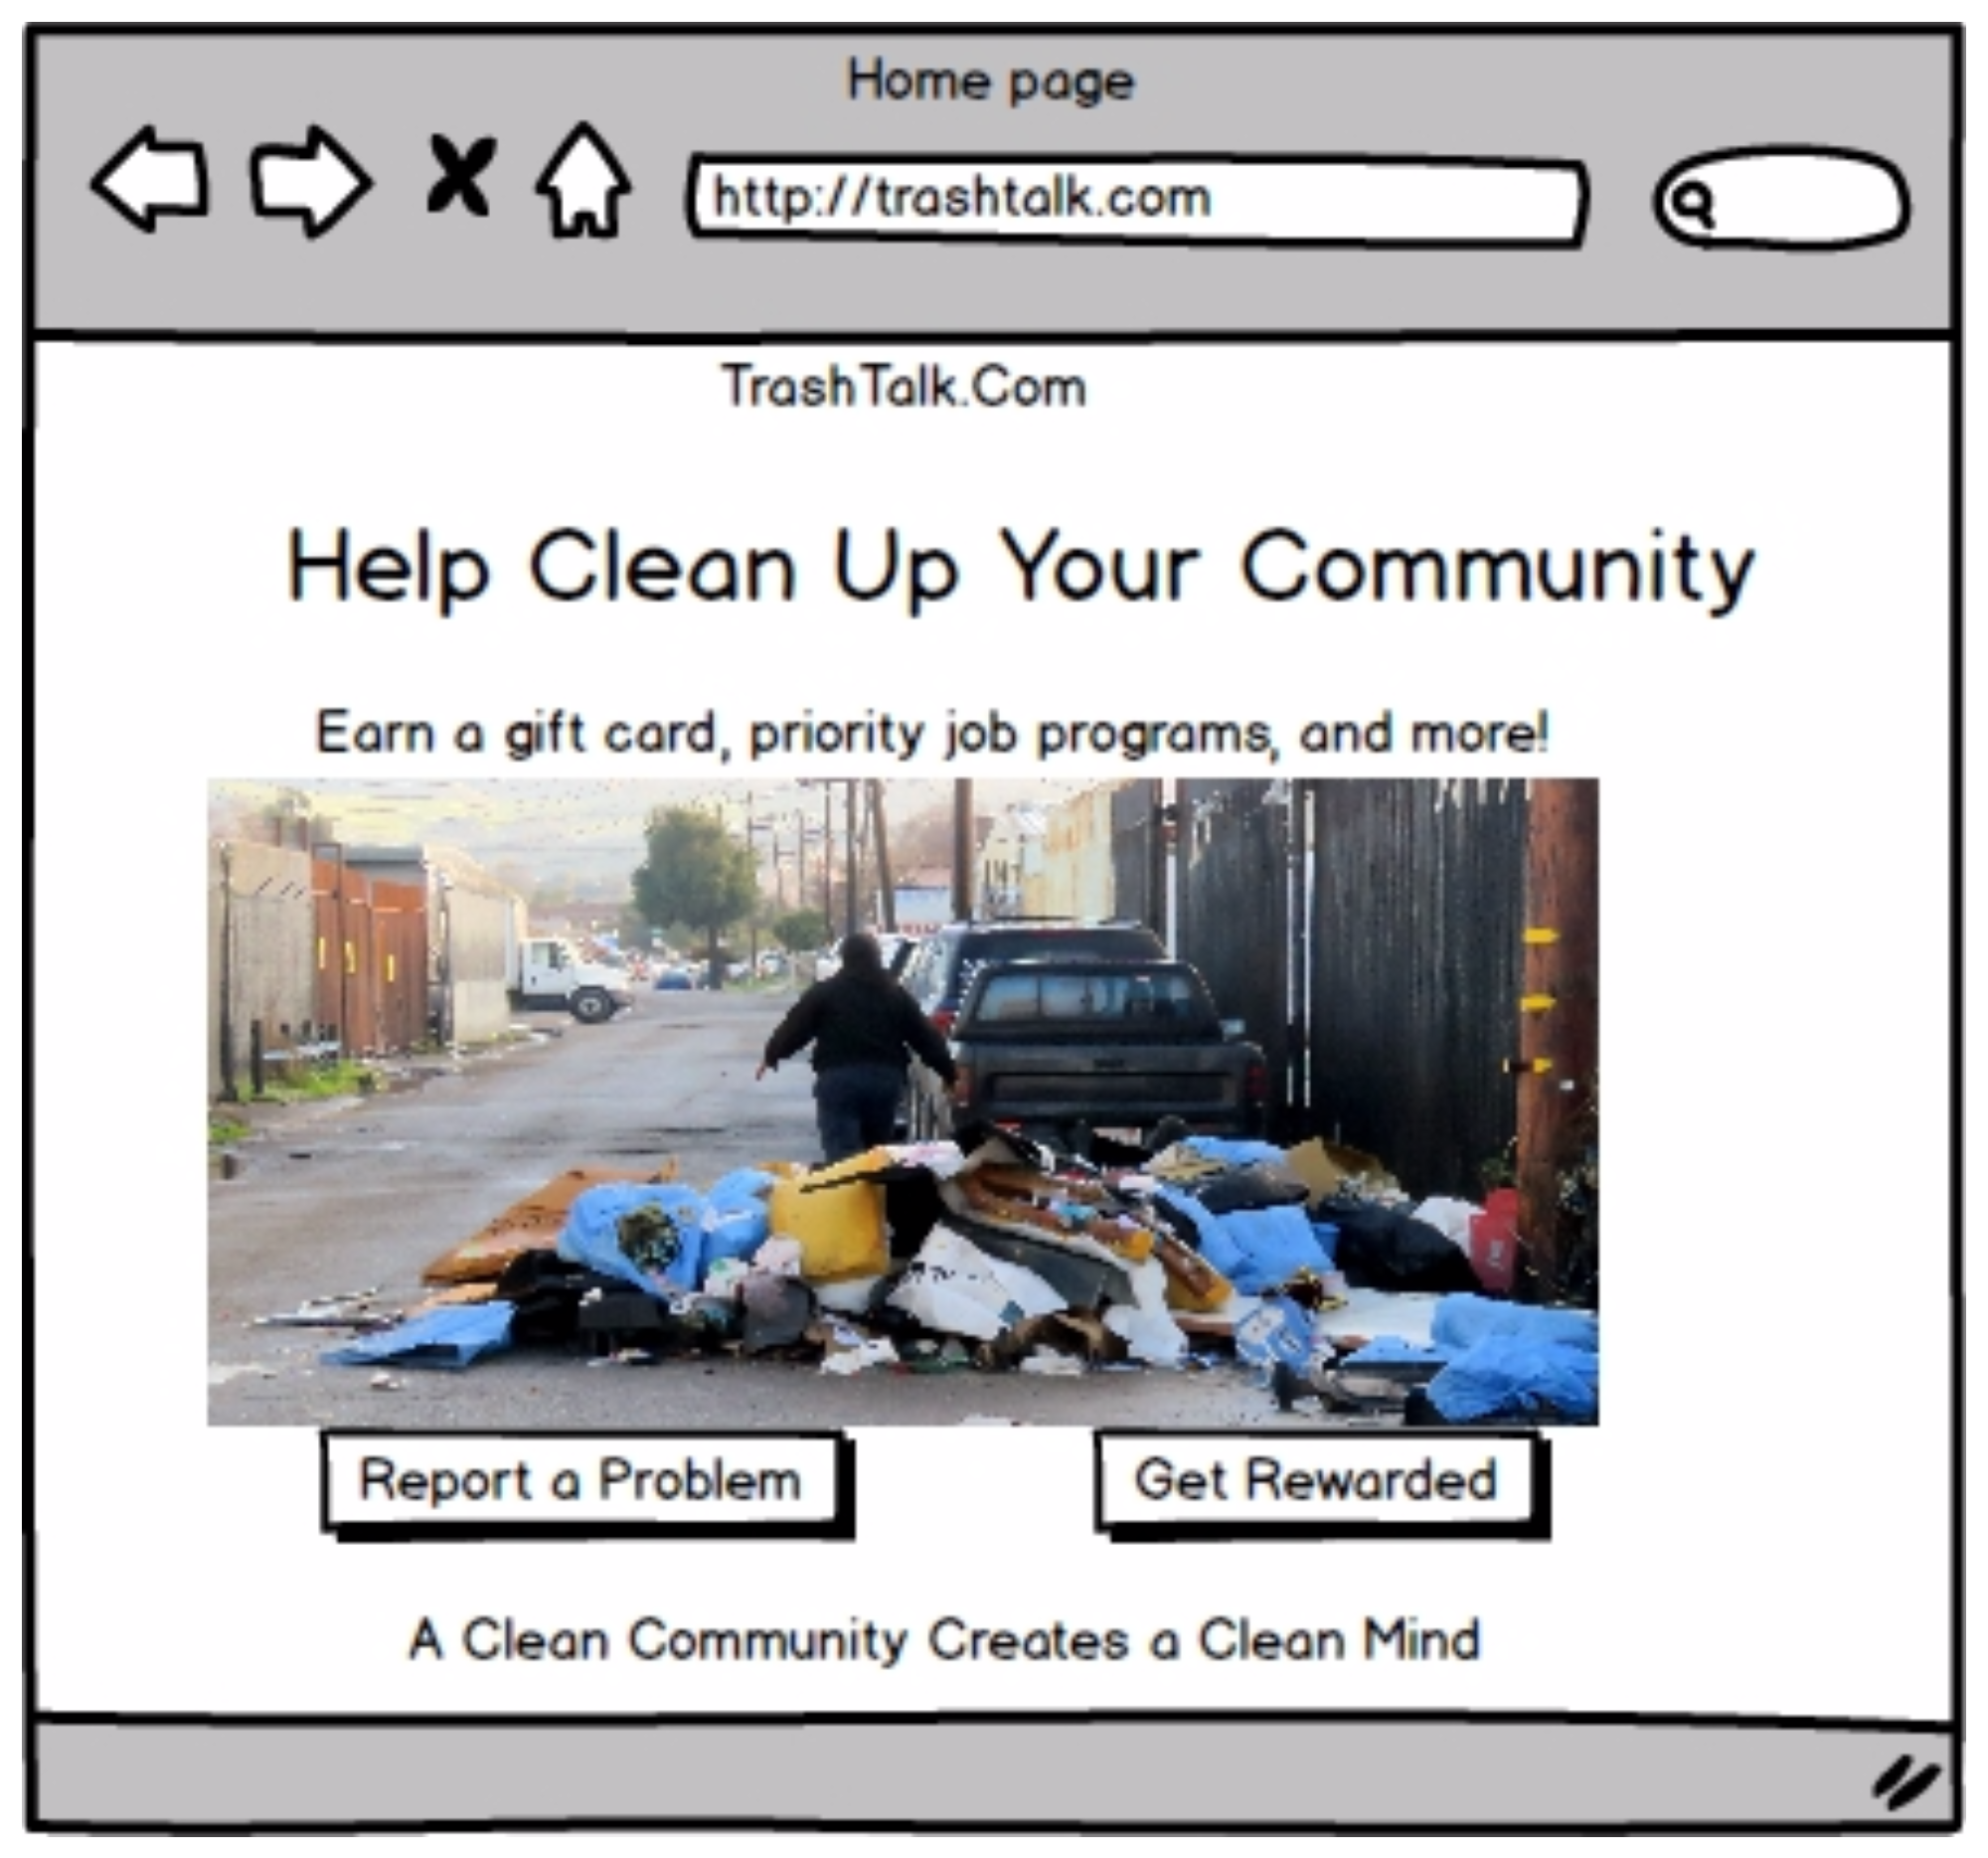 Home page
http://trashtalk.com
TrashTalk.Com
Help Clean Up Your Community
Earn a gift card, priority job programs, and more!
Report a Problem
Get Rewarded
A Clean Community Creates a Clean Mind